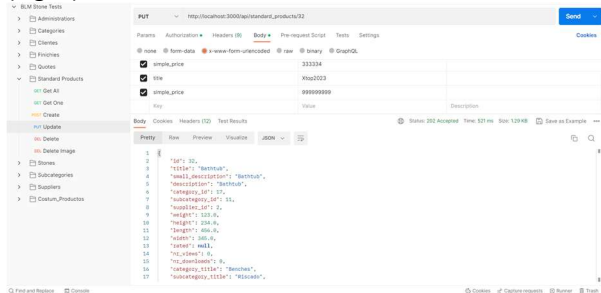 BLM Stone Tests
Administrators
Categories
Clientes
Finichies
Quotes
Standard Products
GET Get All
GET Get One
POST Create
PUT Update
DEL Delete
DEL Delete Image
Stones
Subcategories
Suppliers
Costum_Productos
PUT http://localhost:3000/api/standard_products/32 Send
Params Authorization Headers (9) Body Pre-request Script Tests Settings Cookies
none form-data x-www-form-urlencoded raw binary GraphQL
simple_price 333334
title Xtop2023
simple_price 999999999
Key Value Description
Body Cookies Headers (12) Test Results Status: 202 Accepted Time: 521 ms Size: 1.29 KB Save as Example
Pretty Raw Preview Visualize JSON
1 {
2 "id": 32,
3 "title": "Bathtub",
4 "small_description": "Bathtub",
5 "description": "Bathtub",
6 "category_id": 17,
7 "subcategory_id": 11,
8 "supplier_id": 2,
9 "weight": 123.0,
10 "height": 234.0,
11 "length": 456.0,
12 "width": 345.0,
13 "rated": null,
14 "nr_views": 0,
15 "nr_downloads": 0,
16 "category_title": "Benches",
17 "subcategory_title": "Riscado",
Find and Replace Console Cookies Capture requests Runner Trash